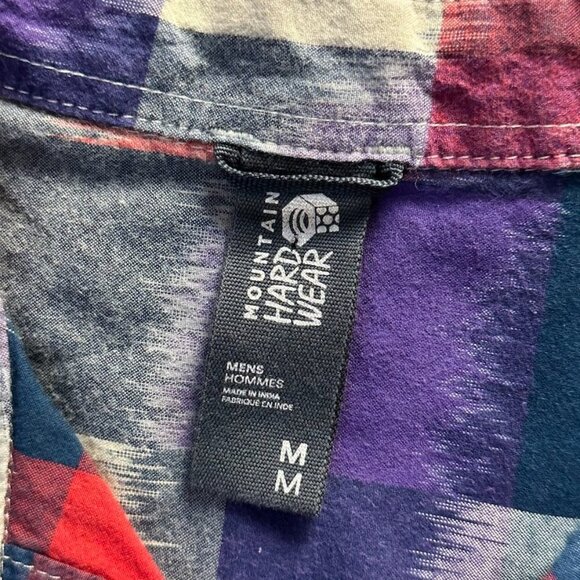 MOUNTAIN
HARD
WEAR
MENS
HOMMES
MADE IN INDIA
FABRIQUÉ EN INDE
M
M